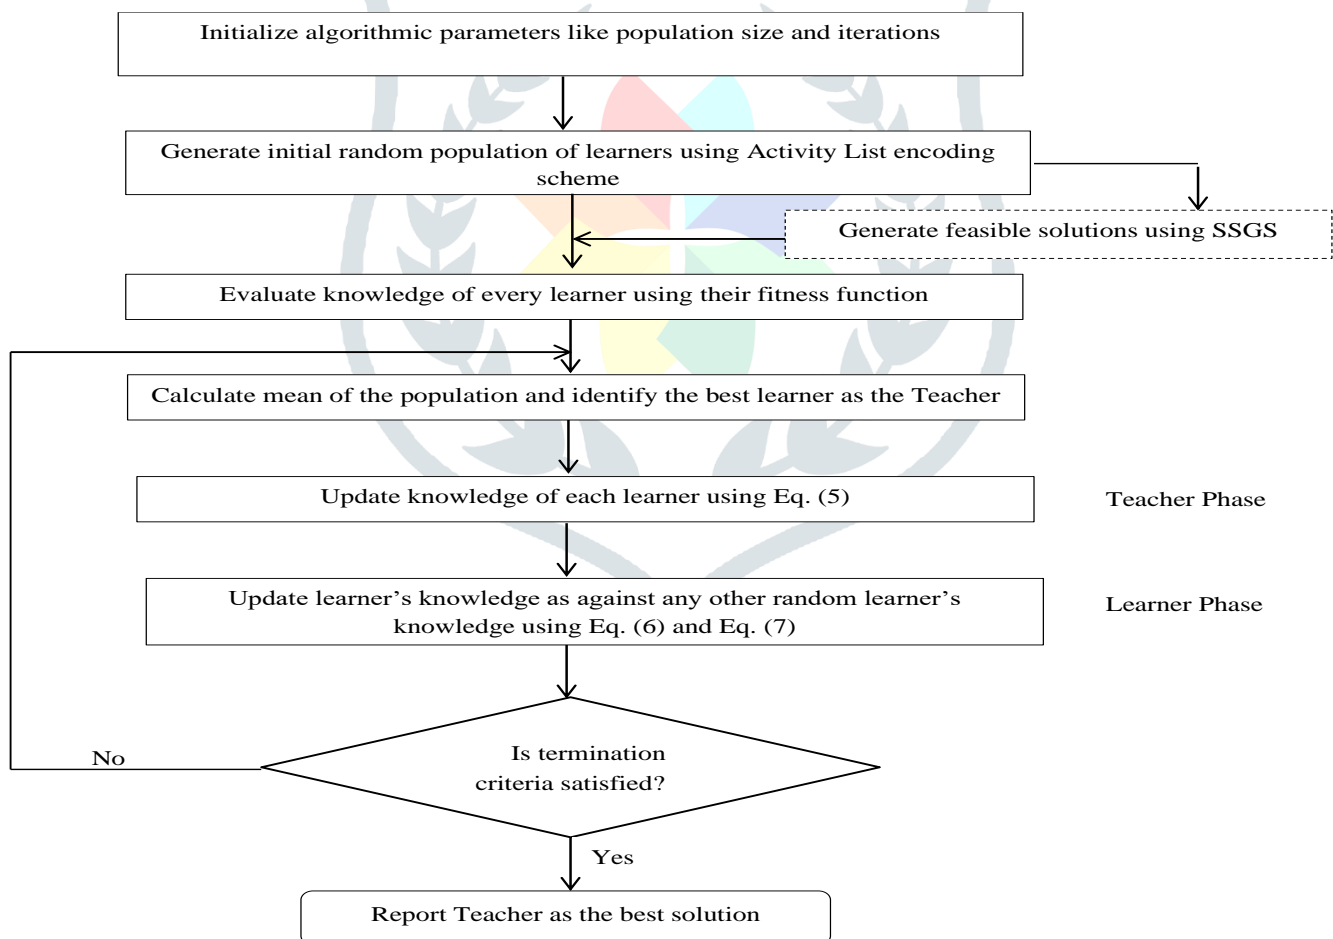 Initialize algorithmic parameters like population size and iterations
Generate initial random population of learners using Activity List encoding
scheme
Generate feasible solutions using SSGS
Evaluate knowledge of every learner using their fitness function
Calculate mean of the population and identify the best learner as the Teacher
Update knowledge of each learner using Eq. (5)
Teacher Phase
Update learner’s knowledge as against any other random learner’s
knowledge using Eq. (6) and Eq. (7)
Learner Phase
Is termination
criteria satisfied?
No
Yes
Report Teacher as the best solution